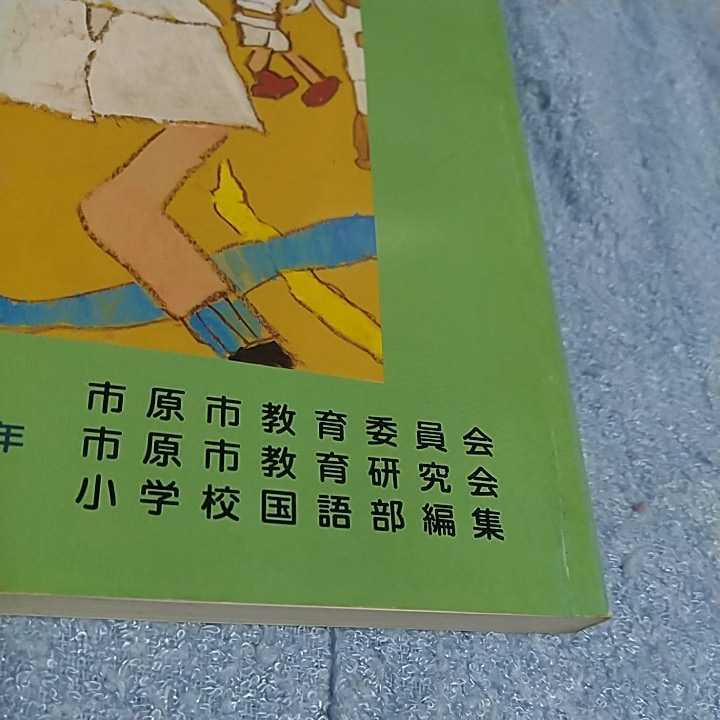 市原市教育委員会
年
市原市教育研究会
小学校国語部編集